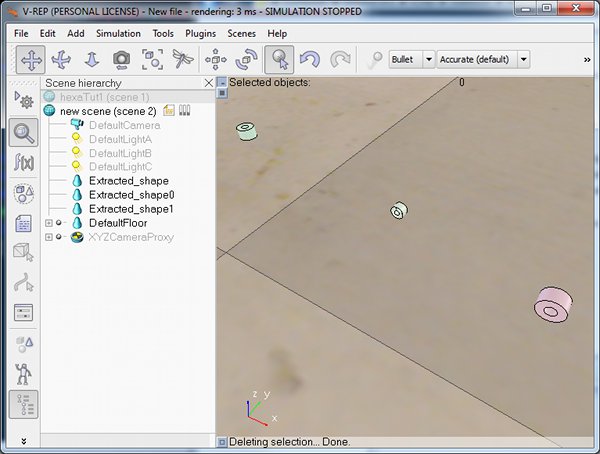 V-REP (PERSONAL LICENSE) - New file - rendering: 3 ms - SIMULATION STOPPED
File Edit Add Simulation Tools Plugins Scenes Help
Bullet Accurate (default) »
Scene hierarchy
Selected objects: 0
hexaTut1 (scene 1)
new scene (scene 2)
DefaultCamera
DefaultLightA
DefaultLightB
DefaultLightC
Extracted_shape
Extracted_shape0
Extracted_shape1
DefaultFloor
XYZCameraProxy
f(x)
z y
x
Deleting selection... Done.